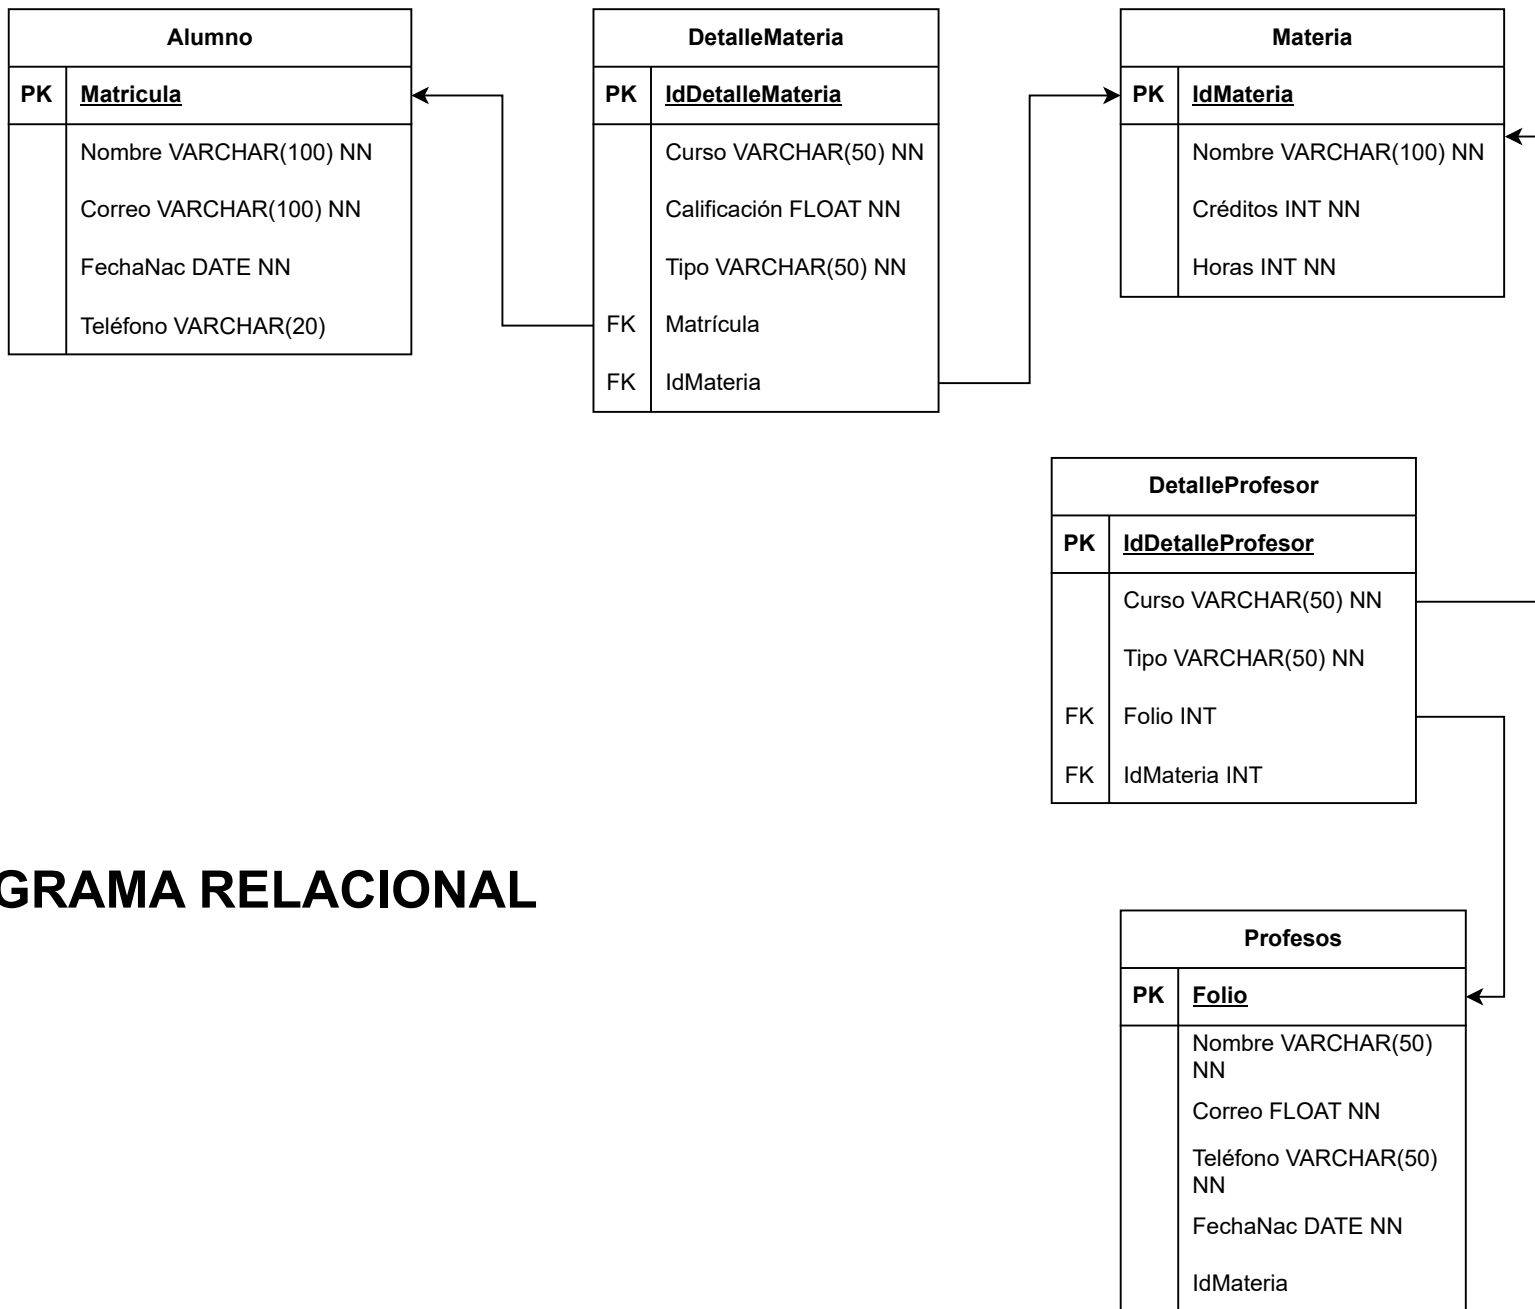 Alumno
PK Matricula
Nombre VARCHAR(100) NN
Correo VARCHAR(100) NN
FechaNac DATE NN
Teléfono VARCHAR(20)
DetalleMateria
PK IdDetalleMateria
Curso VARCHAR(50) NN
Calificación FLOAT NN
Tipo VARCHAR(50) NN
FK Matrícula
FK IdMateria
Materia
PK IdMateria
Nombre VARCHAR(100) NN
Créditos INT NN
Horas INT NN
DetalleProfesor
PK IdDetalleProfesor
Curso VARCHAR(50) NN
Tipo VARCHAR(50) NN
FK Folio INT
FK IdMateria INT
GRAMA RELACIONAL
Profesos
PK Folio
Nombre VARCHAR(50)
NN
Correo FLOAT NN
Teléfono VARCHAR(50)
NN
FechaNac DATE NN
IdMateria